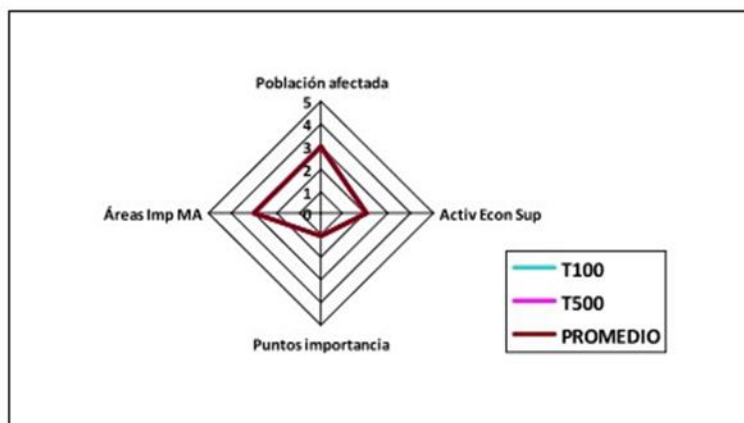 Población afectada
5
4
3
2
1
0
Áreas Imp MA
Activ Econ Sup
Puntos importancia
T100
T500
PROMEDIO